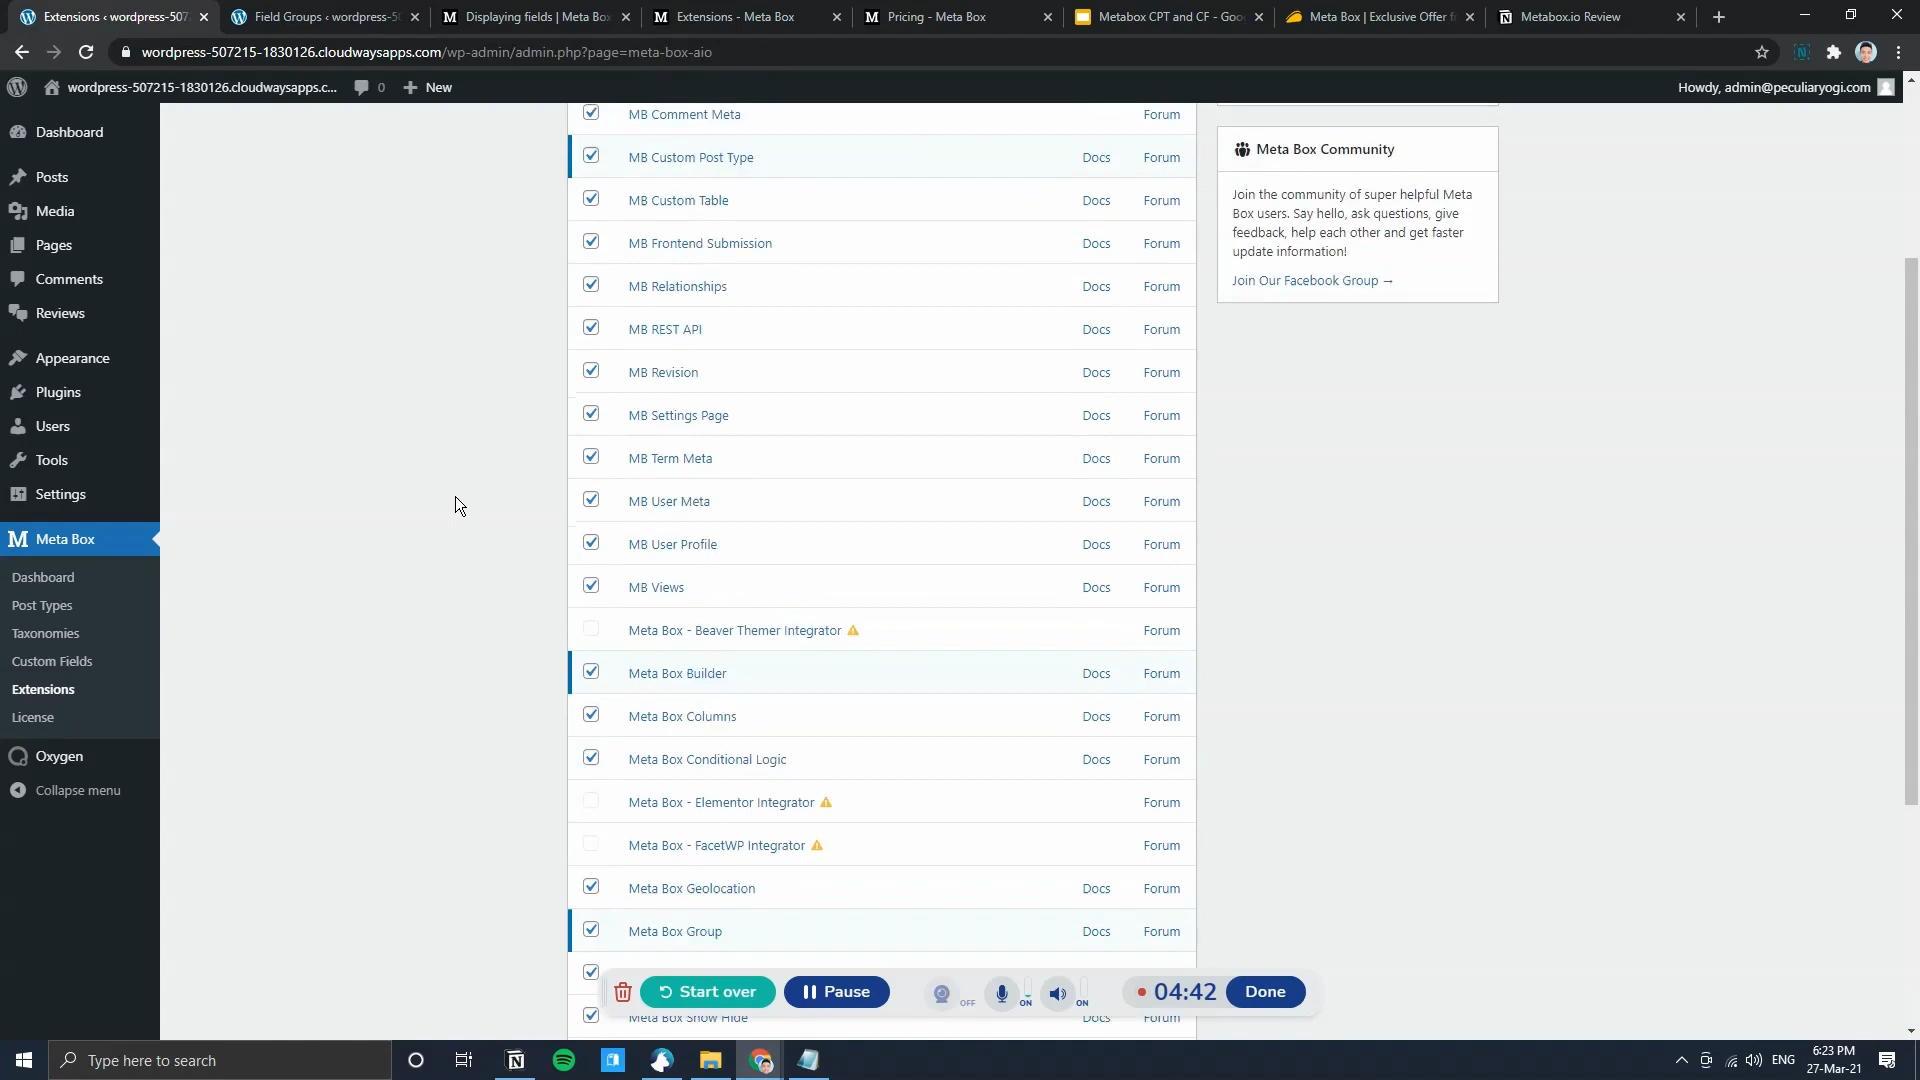 Extensions ‹ wordpress-507
Field Groups ‹ wordpress-50
Displaying fields | Meta Box
Extensions - Meta Box
Pricing - Meta Box
Metabox CPT and CF - Goo
Meta Box | Exclusive Offer f
Metabox.io Review
wordpress-507215-1830126.cloudwaysapps.com/wp-admin/admin.php?page=meta-box-aio
wordpress-507215-1830126.cloudwaysapps.c...
0
New
Howdy, admin@peculiaryogi.com
Dashboard
Posts
Media
Pages
Comments
Reviews
Appearance
Plugins
Users
Tools
Settings
Meta Box
Dashboard
Post Types
Taxonomies
Custom Fields
Extensions
License
Oxygen
Collapse menu
MB Comment Meta Forum
MB Custom Post Type Docs Forum
MB Custom Table Docs Forum
MB Frontend Submission Docs Forum
MB Relationships Docs Forum
MB REST API Docs Forum
MB Revision Docs Forum
MB Settings Page Docs Forum
MB Term Meta Docs Forum
MB User Meta Docs Forum
MB User Profile Docs Forum
MB Views Docs Forum
Meta Box - Beaver Themer Integrator Forum
Meta Box Builder Docs Forum
Meta Box Columns Docs Forum
Meta Box Conditional Logic Docs Forum
Meta Box - Elementor Integrator Forum
Meta Box - FacetWP Integrator Forum
Meta Box Geolocation Docs Forum
Meta Box Group Docs Forum
Meta Box Show Hide Docs Forum
Meta Box Community
Join the community of super helpful Meta
Box users. Say hello, ask questions, give
feedback, help each other and get faster
update information!
Join Our Facebook Group →
Start over
Pause
OFF
ON
ON
04:42
Done
Type here to search
ENG
6:23 PM
27-Mar-21